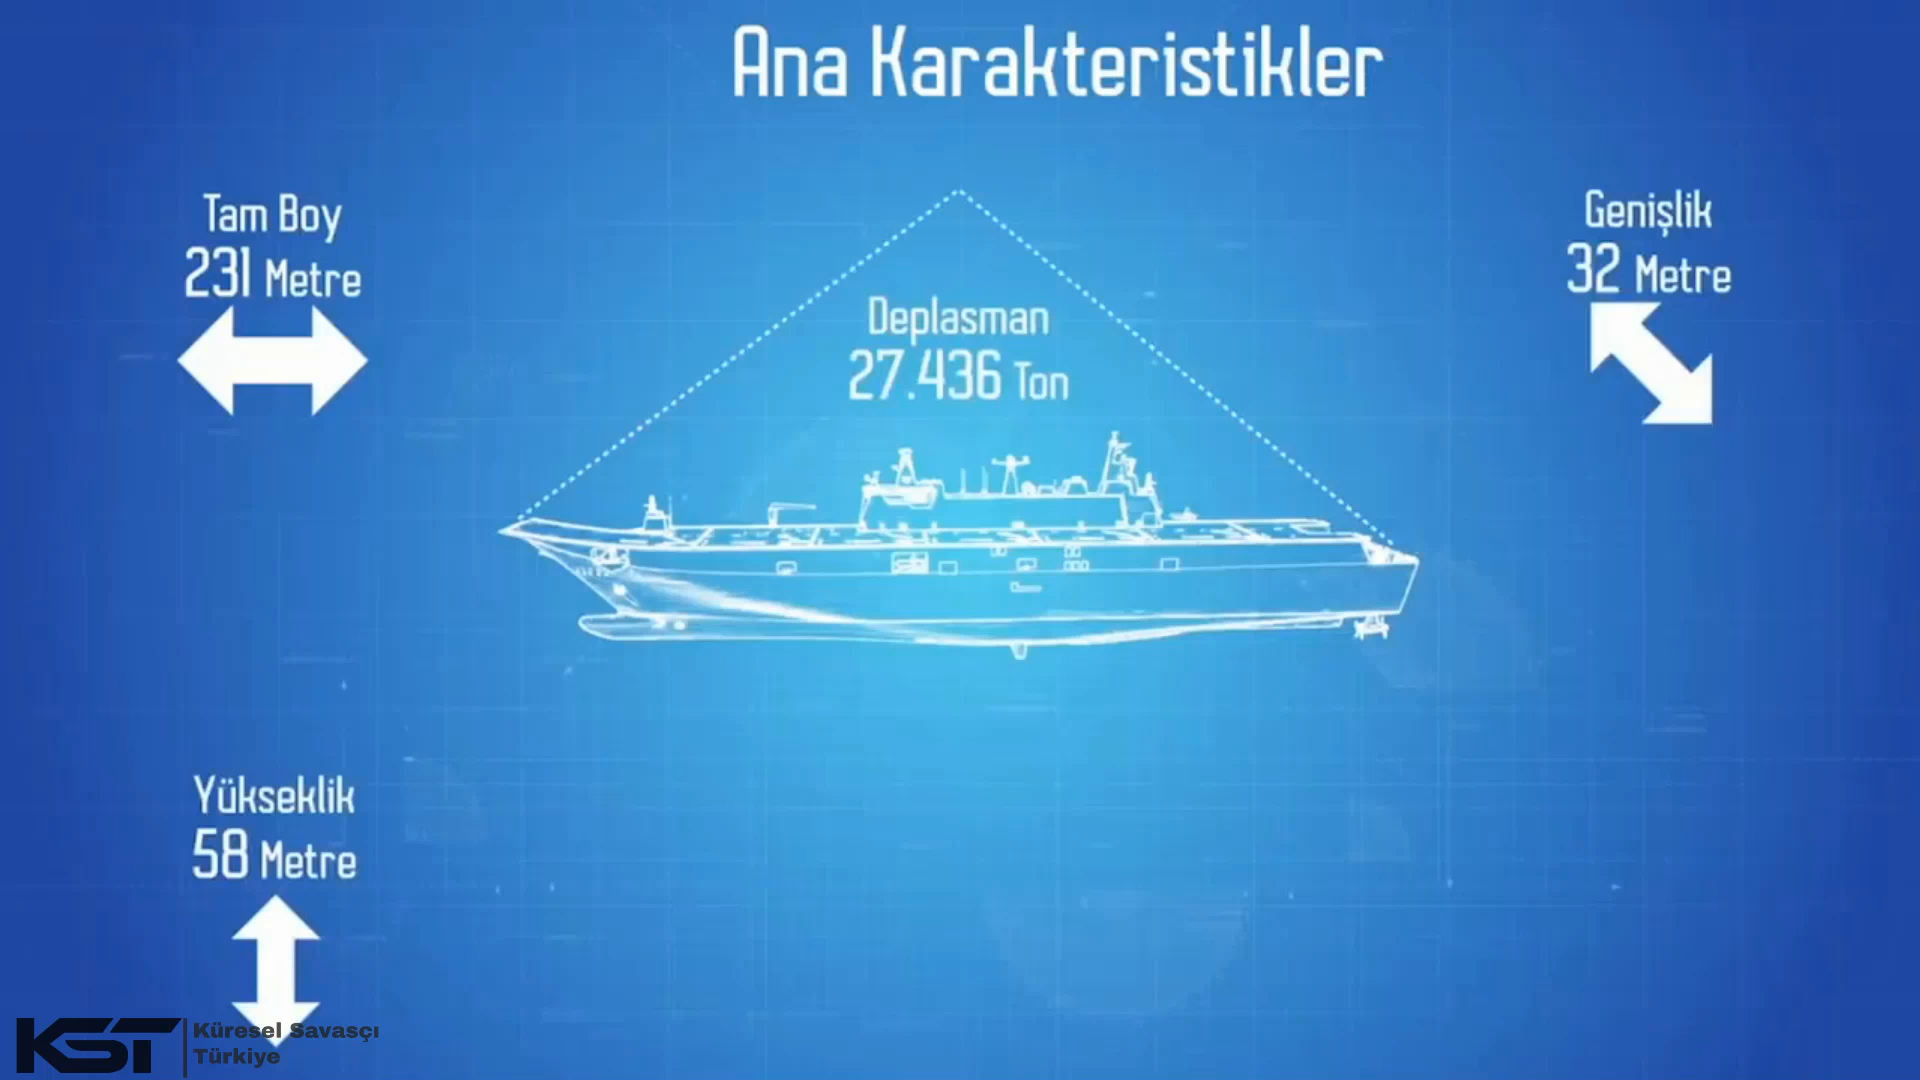 Ana Karakteristikler
Tam Boy
231 Metre
Genişlik
32 Metre
Deplasman
27.436 Ton
Yükseklik
58 Metre
KST
Küresel Savasçı
Türkiye